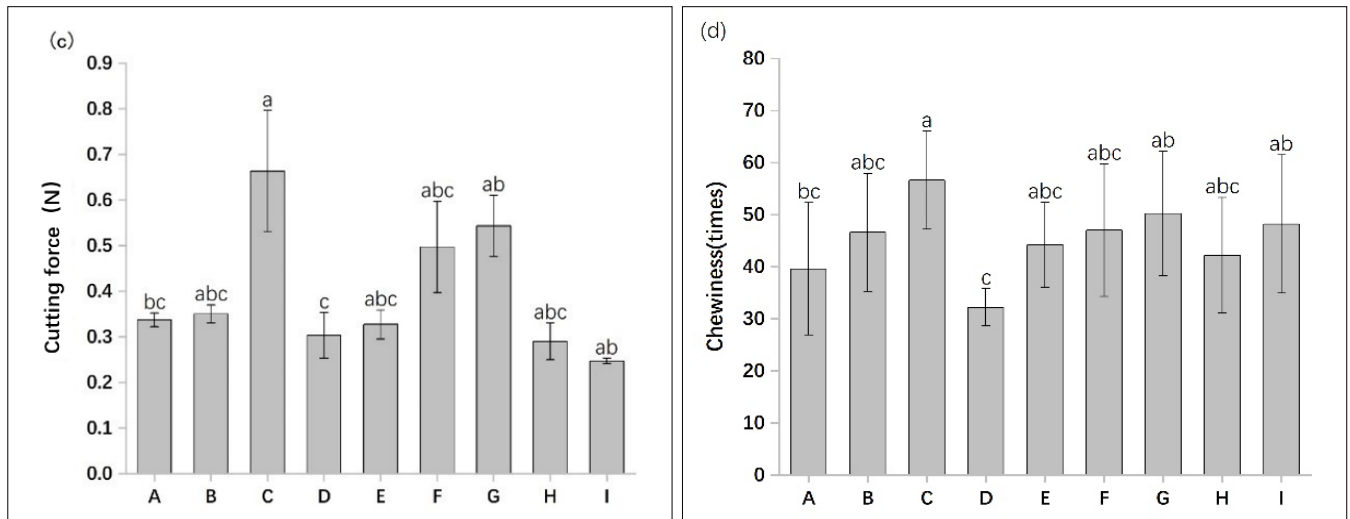 (c)
Cutting force (N)
0.9
0.8
0.7
0.6
0.5
0.4
0.3
0.2
0.1
0.0
bc
abc
a
c
abc
abc
ab
abc
ab
A B C D E F G H I
(d)
Chewiness(times)
80
70
60
50
40
30
20
10
0
bc
abc
a
c
abc
abc
ab
abc
ab
A B C D E F G H I